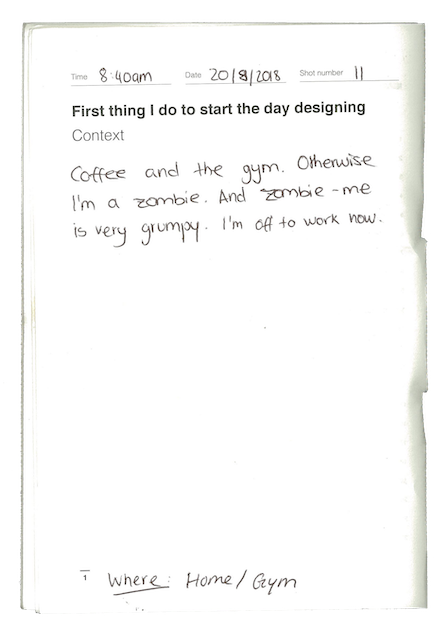 Time 8:40am Date 20/8/2018 Shot number 11
First thing I do to start the day designing
Context
Coffee and the gym. Otherwise
I'm a zombie. And zombie-me
is very grumpy. I'm off to work now.
1 Where: Home/Gym